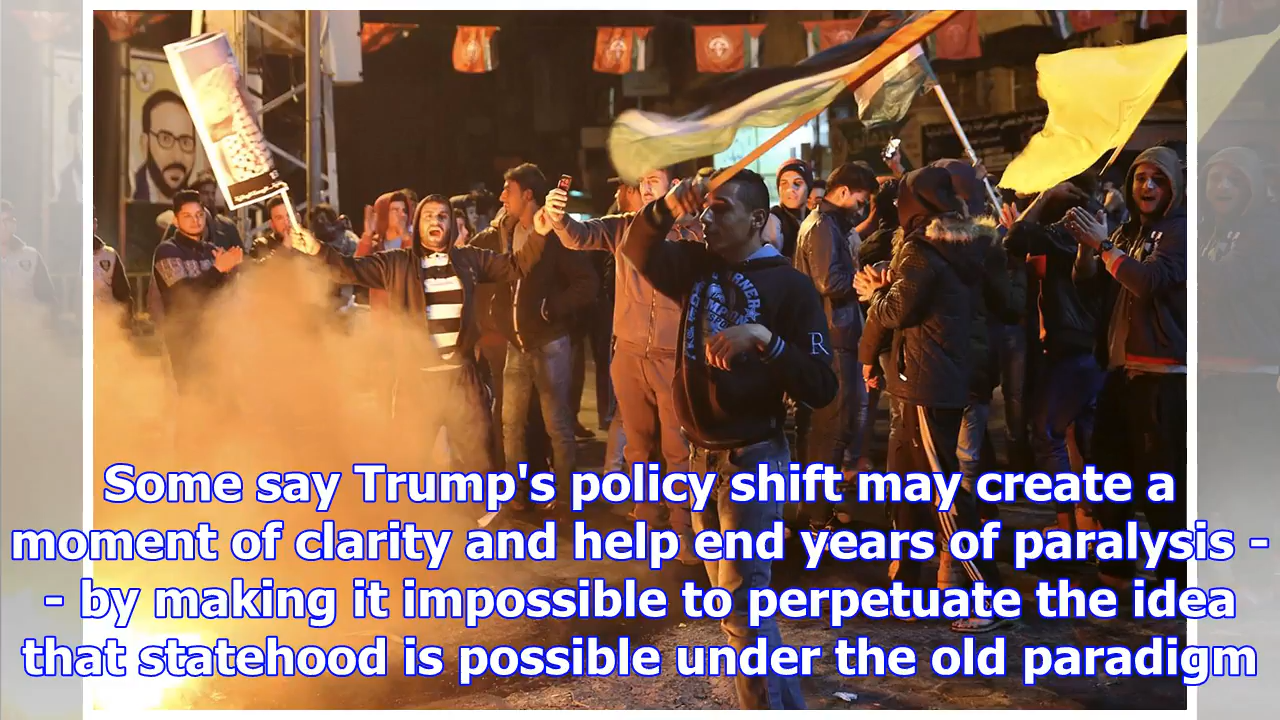 Some say Trump's policy shift may create a
moment of clarity and help end years of paralysis -
- by making it impossible to perpetuate the idea
that statehood is possible under the old paradigm
R